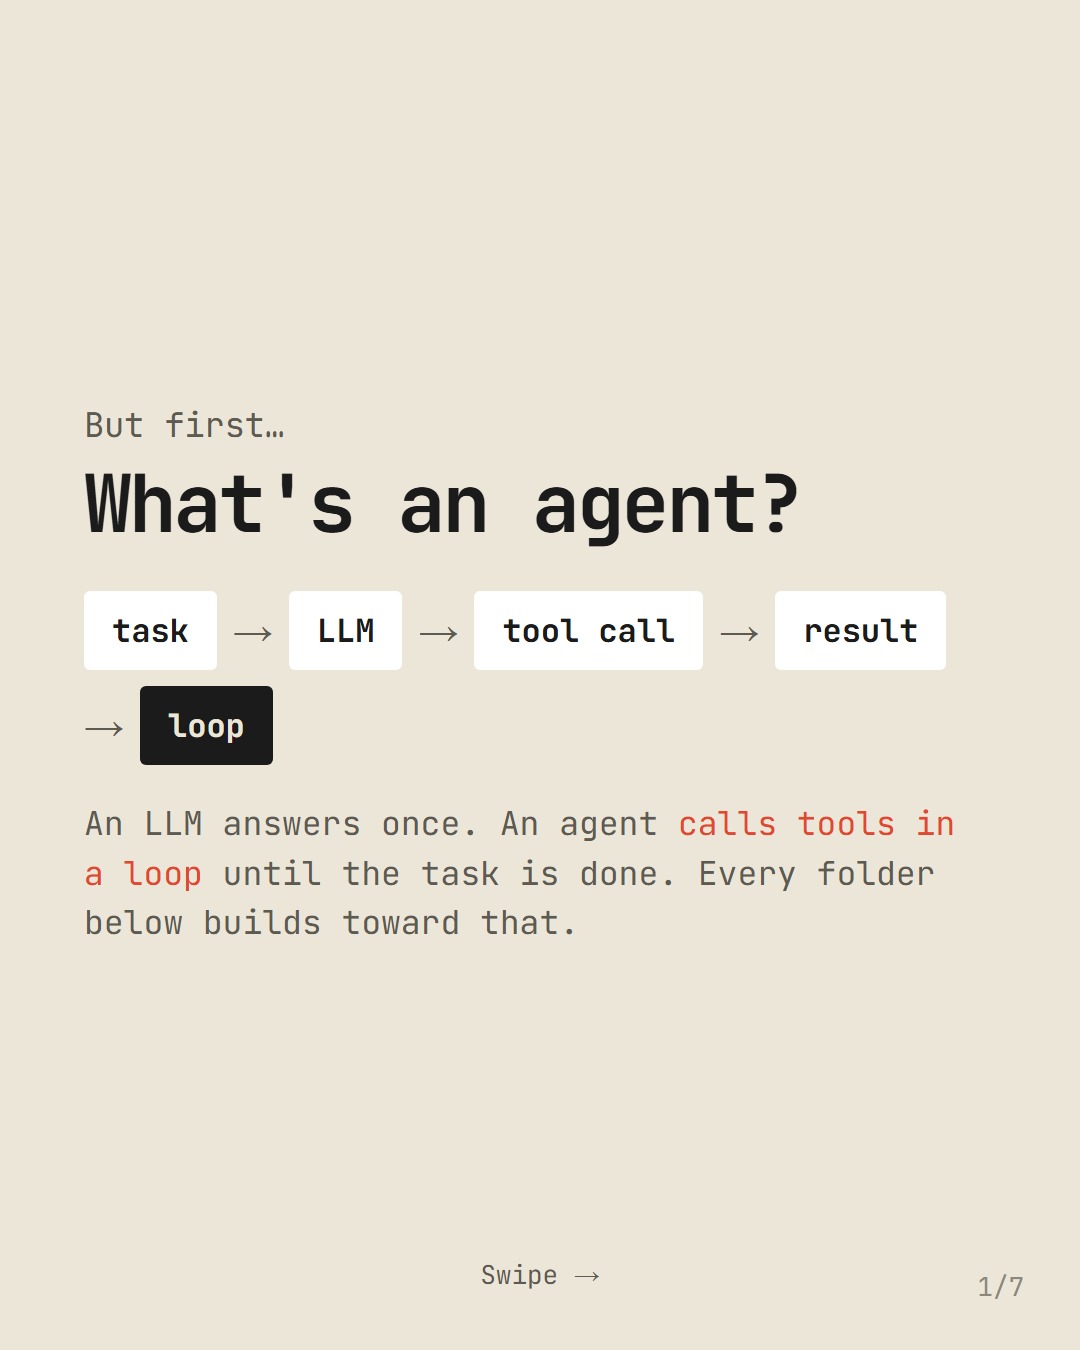 But first…
What's an agent?
task → LLM → tool call → result
→ loop
An LLM answers once. An agent calls tools in
a loop until the task is done. Every folder
below builds toward that.
Swipe →
1/7